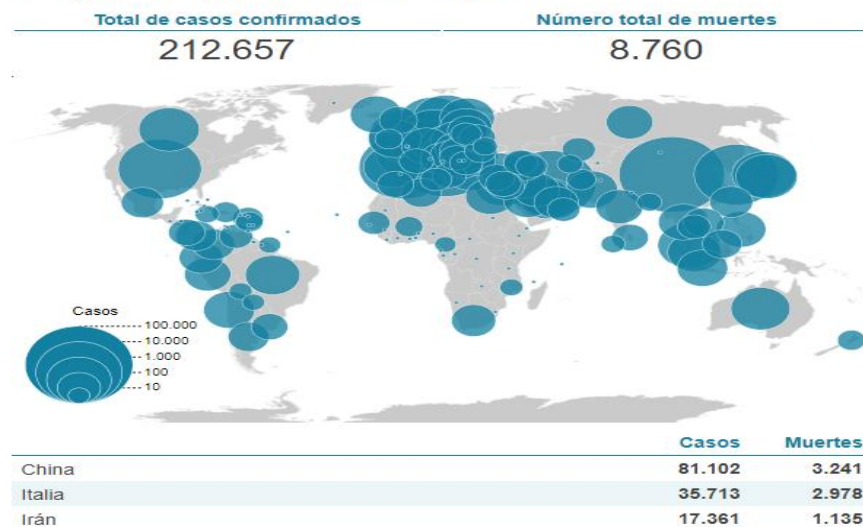 Total de casos confirmados Número total de muertes
212.657 8.760
Casos
100.000
10.000
1.000
100
10
Casos Muertes
China 81.102 3.241
Italia 35.713 2.978
Irán 17.361 1.135